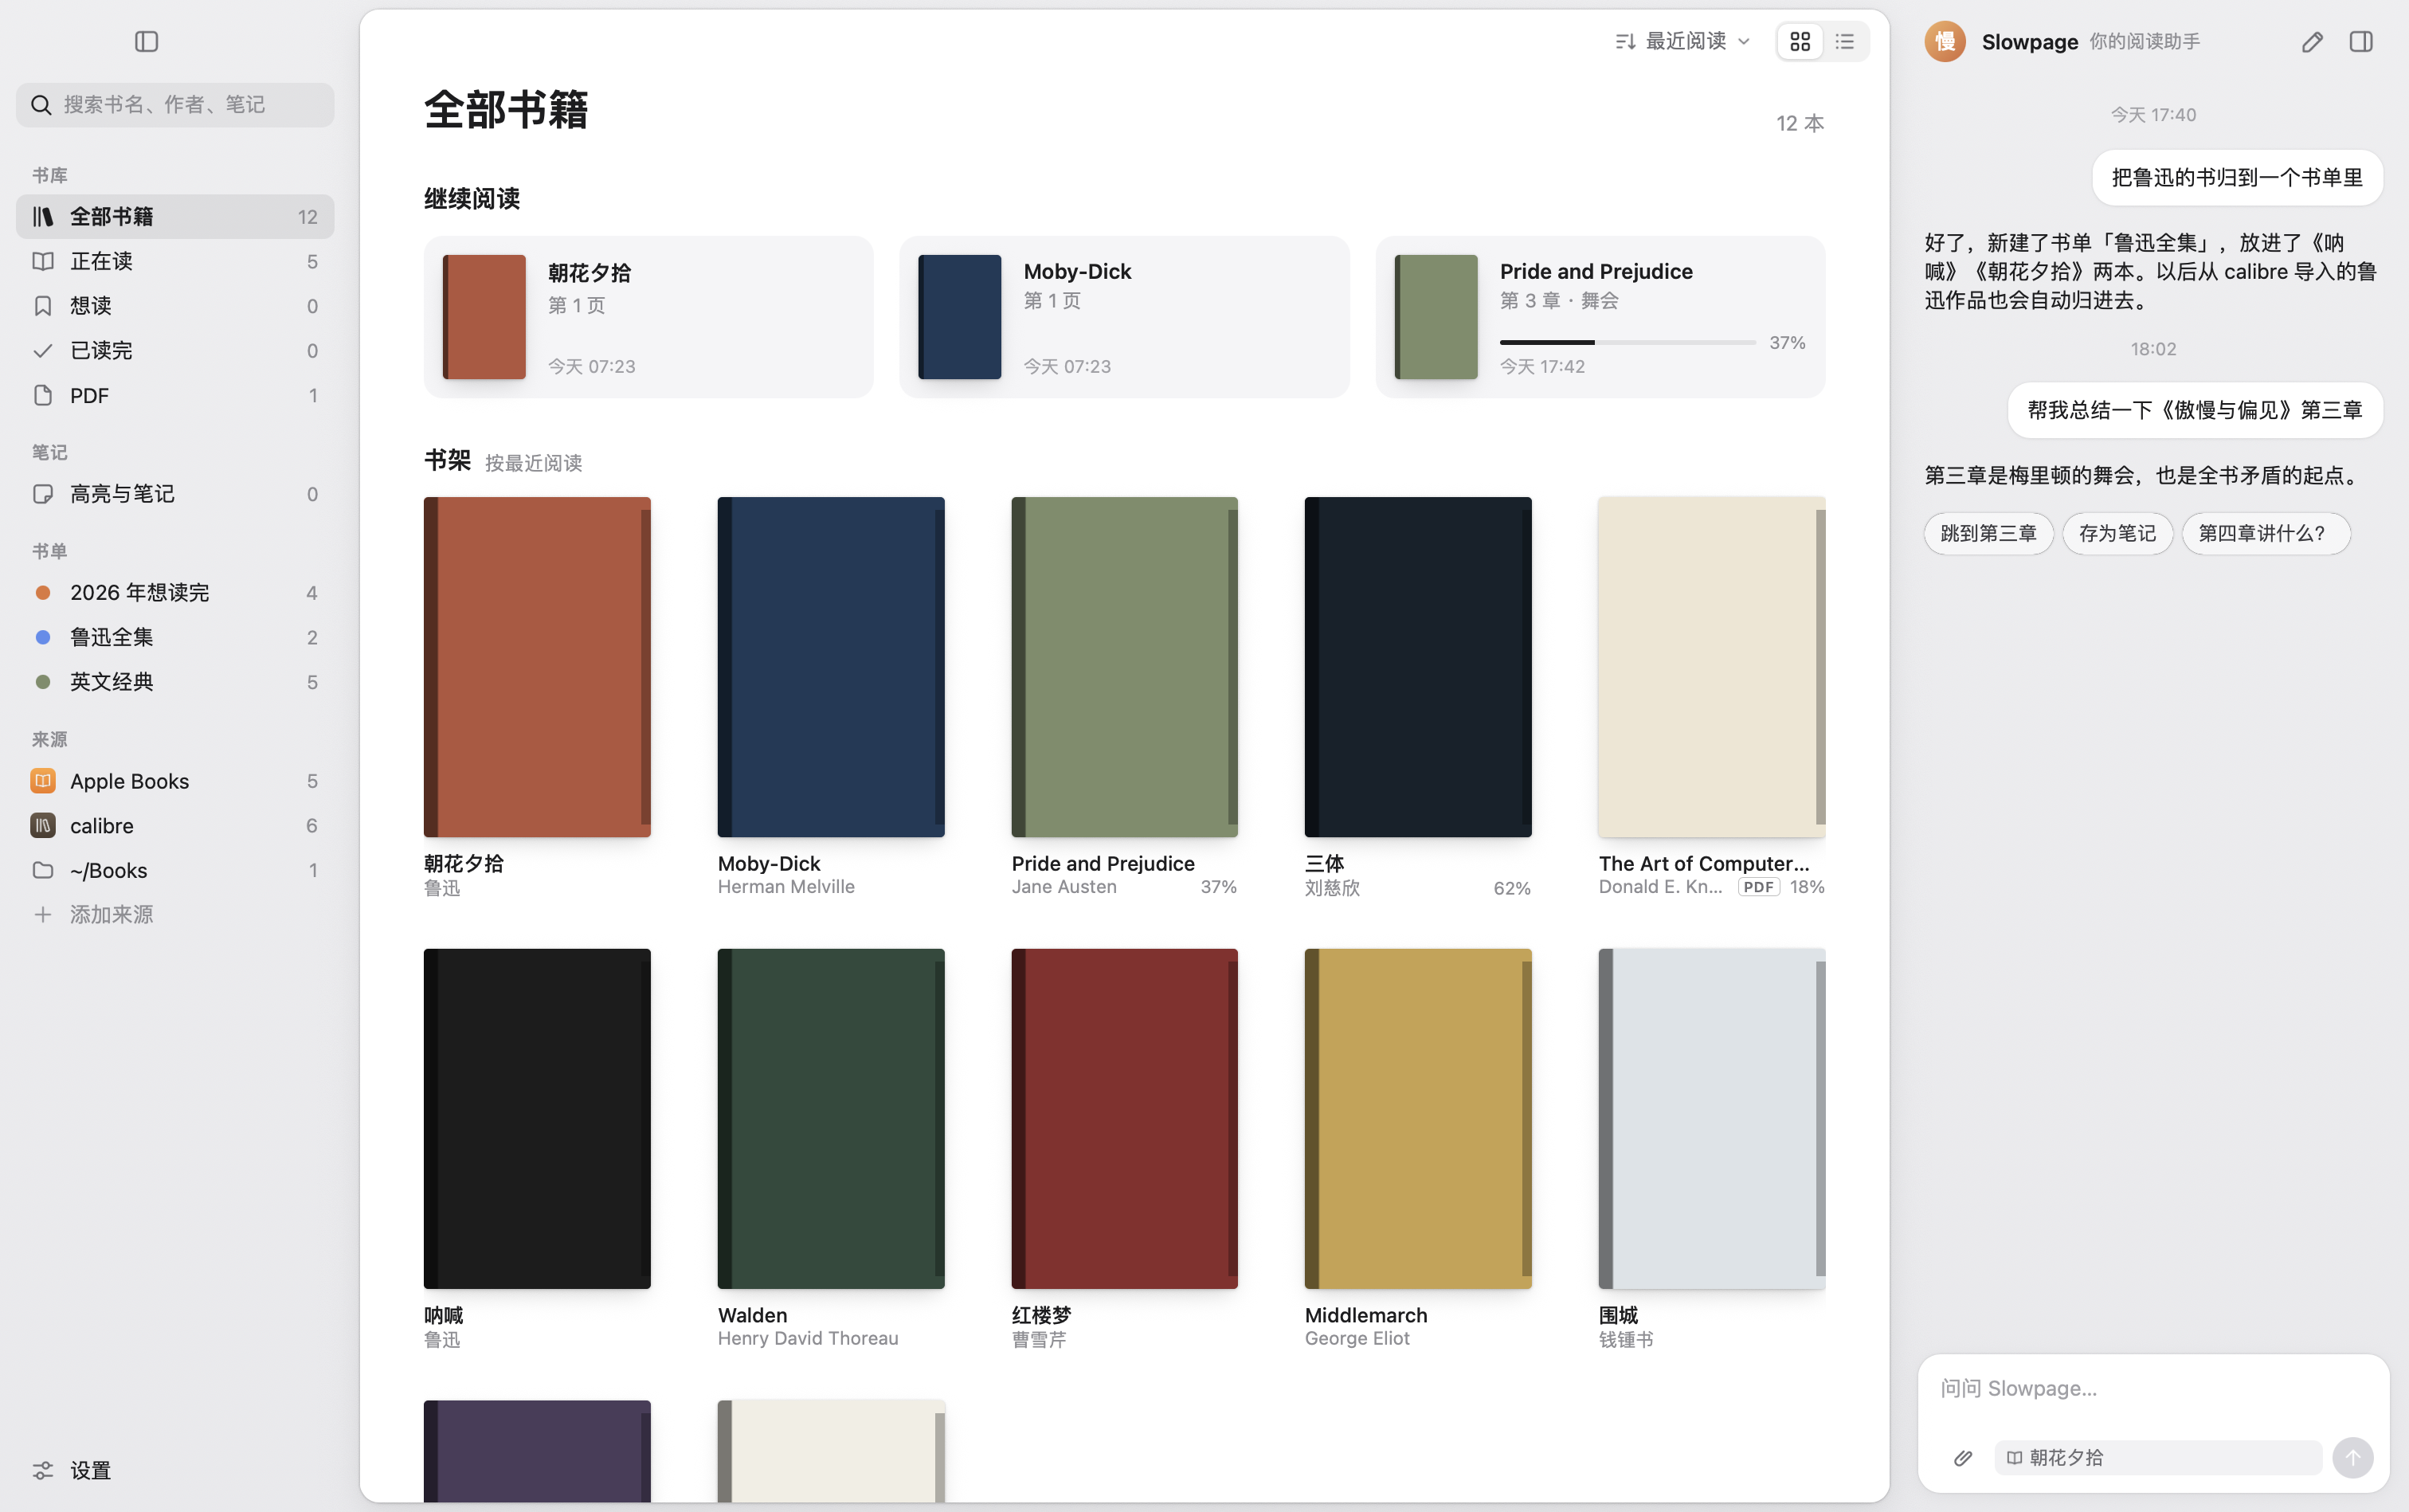 搜索书名、作者、笔记
书库
全部书籍 12
正在读 5
想读 0
已读完 0
PDF 1
笔记
高亮与笔记 0
书单
2026 年想读完 4
鲁迅全集 2
英文经典 5
来源
Apple Books 5
calibre 6
~/Books 1
添加来源
设置
最近阅读
全部书籍
12 本
继续阅读
朝花夕拾
第 1 页
今天 07:23
Moby-Dick
第 1 页
今天 07:23
Pride and Prejudice
第 3 章 · 舞会
37%
今天 17:42
书架 按最近阅读
朝花夕拾
鲁迅
Moby-Dick
Herman Melville
Pride and Prejudice
Jane Austen 37%
三体
刘慈欣 62%
The Art of Computer...
Donald E. Kn... PDF 18%
呐喊
鲁迅
Walden
Henry David Thoreau
红楼梦
曹雪芹
Middlemarch
George Eliot
围城
钱锺书
慢 Slowpage 你的阅读助手
今天 17:40
把鲁迅的书归到一个书单里
好了，新建了书单「鲁迅全集」，放进了《呐
喊》《朝花夕拾》两本。以后从 calibre 导入的鲁
迅作品也会自动归进去。
18:02
帮我总结一下《傲慢与偏见》第三章
第三章是梅里顿的舞会，也是全书矛盾的起点。
跳到第三章 存为笔记 第四章讲什么？
问问 Slowpage...
朝花夕拾